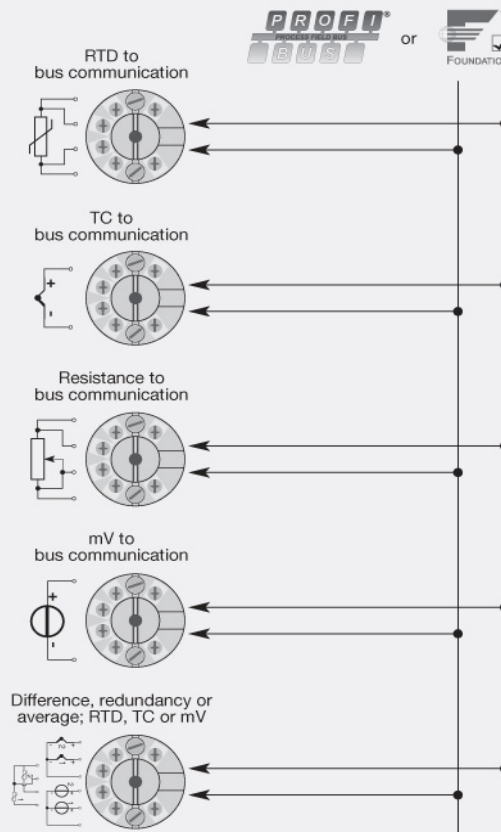 PROFI®
PROCESS FIELD BUS
BUS
or
FOUNDATIO
RTD to
bus communication
TC to
bus communication
+
-
Resistance to
bus communication
mV to
bus communication
+
-
Difference, redundancy or
average; RTD, TC or mV